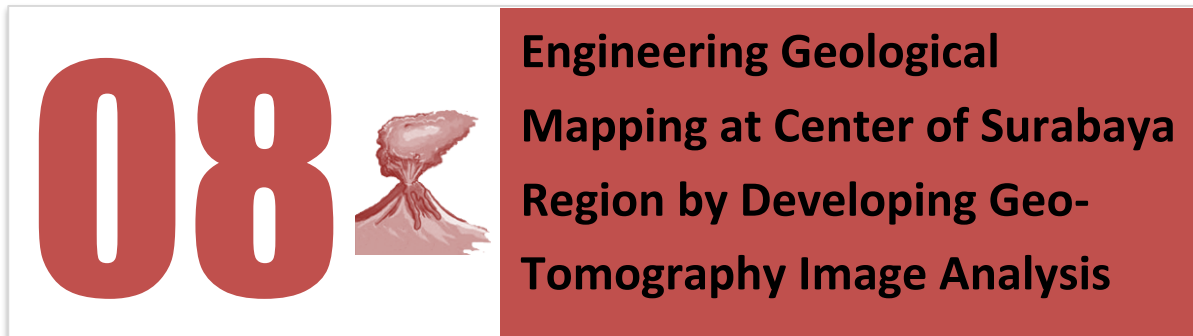 08
Engineering Geological
Mapping at Center of Surabaya
Region by Developing Geo-
Tomography Image Analysis